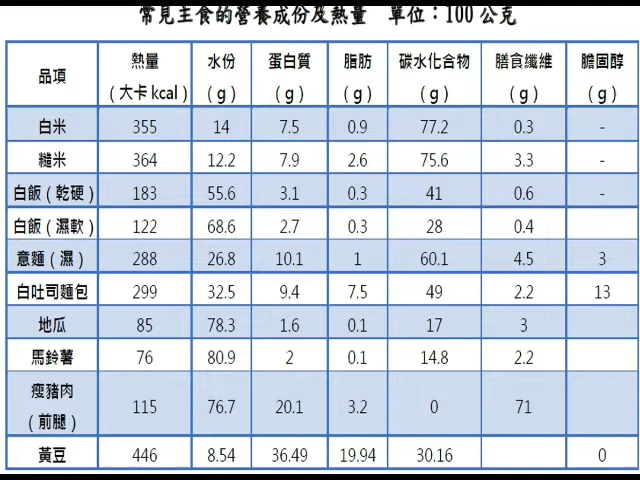 常見主食的營養成份及熱量 單位：100 公克
品項 熱量（大卡 kcal） 水份（g） 蛋白質（g） 脂肪（g） 碳水化合物（g） 膳食纖維（g） 膽固醇（g）
白米 355 14 7.5 0.9 77.2 0.3 -
糙米 364 12.2 7.9 2.6 75.6 3.3 -
白飯（乾硬） 183 55.6 3.1 0.3 41 0.6 -
白飯（濕軟） 122 68.6 2.7 0.3 28 0.4
意麵（濕） 288 26.8 10.1 1 60.1 4.5 3
白吐司麵包 299 32.5 9.4 7.5 49 2.2 13
地瓜 85 78.3 1.6 0.1 17 3
馬鈴薯 76 80.9 2 0.1 14.8 2.2
瘦豬肉（前腿） 115 76.7 20.1 3.2 0 71
黃豆 446 8.54 36.49 19.94 30.16 0